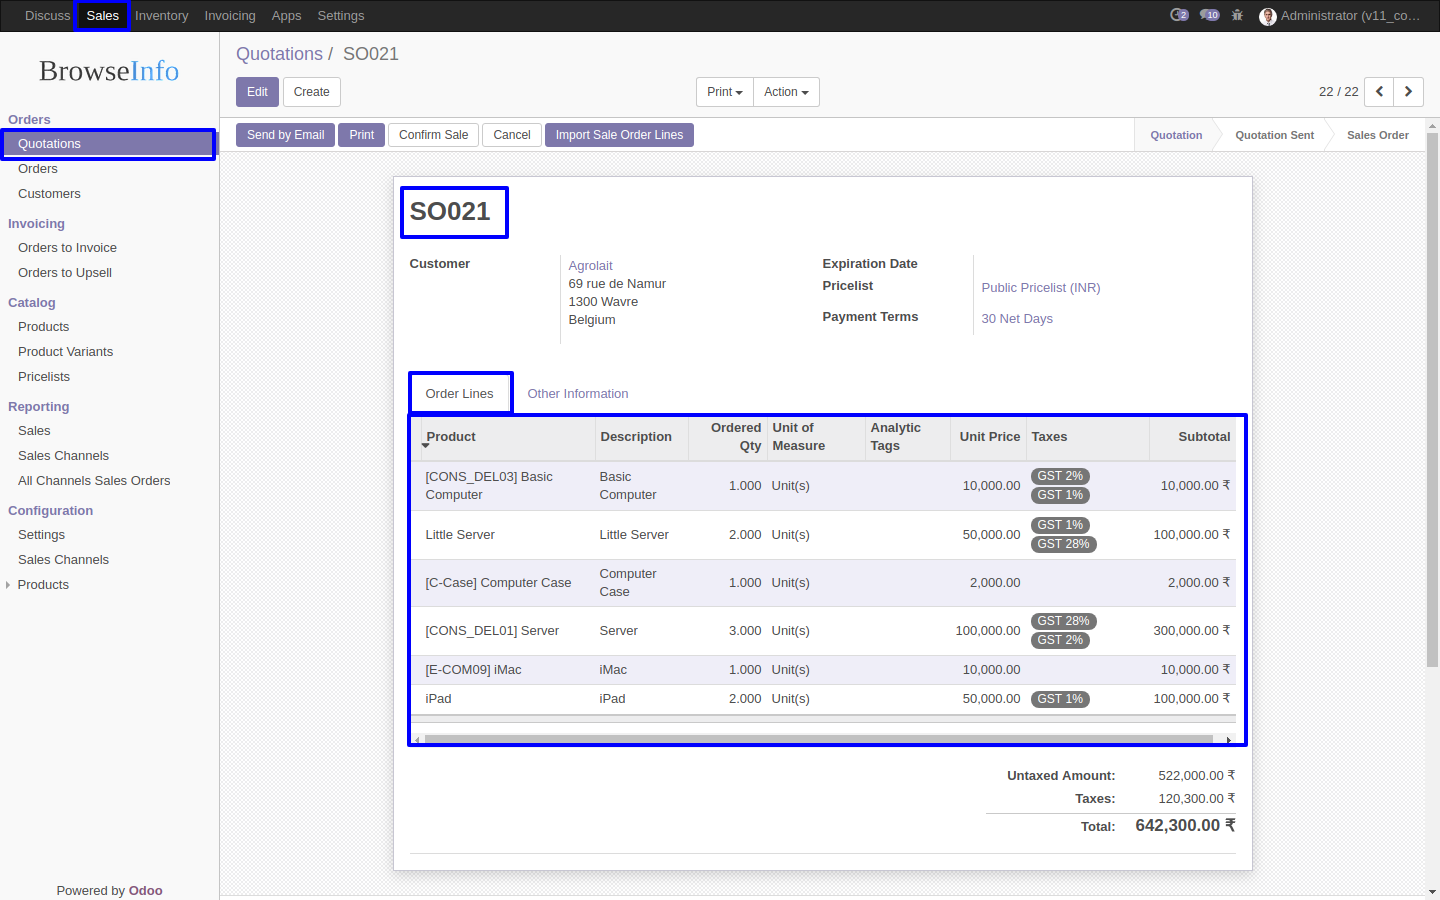 Discuss Sales Inventory Invoicing Apps Settings 2 10 Administrator (v11_co…
BrowseInfo
Orders
Quotations
Orders
Customers
Invoicing
Orders to Invoice
Orders to Upsell
Catalog
Products
Product Variants
Pricelists
Reporting
Sales
Sales Channels
All Channels Sales Orders
Configuration
Settings
Sales Channels
Products
Powered by Odoo
Quotations / SO021
Edit Create Print Action 22 / 22
Send by Email Print Confirm Sale Cancel Import Sale Order Lines Quotation Quotation Sent Sales Order
SO021
Customer
Agrolait
69 rue de Namur
1300 Wavre
Belgium
Expiration Date
Pricelist Public Pricelist (INR)
Payment Terms 30 Net Days
Order Lines Other Information
Product Description Ordered Qty Unit of Measure Analytic Tags Unit Price Taxes Subtotal
[CONS_DEL03] Basic Computer Basic Computer 1.000 Unit(s) 10,000.00 GST 2% GST 1% 10,000.00 ₹
Little Server Little Server 2.000 Unit(s) 50,000.00 GST 1% GST 28% 100,000.00 ₹
[C-Case] Computer Case Computer Case 1.000 Unit(s) 2,000.00 2,000.00 ₹
[CONS_DEL01] Server Server 3.000 Unit(s) 100,000.00 GST 28% GST 2% 300,000.00 ₹
[E-COM09] iMac iMac 1.000 Unit(s) 10,000.00 10,000.00 ₹
iPad iPad 2.000 Unit(s) 50,000.00 GST 1% 100,000.00 ₹
Untaxed Amount: 522,000.00 ₹
Taxes: 120,300.00 ₹
Total: 642,300.00 ₹